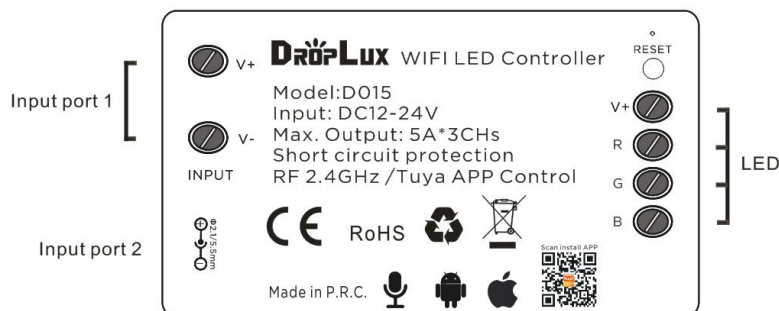 Input port 1
Input port 2
V+
V-
INPUT
⌀2.1/5.5mm
DROPLUX WIFI LED Controller
Model:D015
Input: DC12-24V
Max. Output: 5A*3CHs
Short circuit protection
RF 2.4GHz /Tuya APP Control
CE RoHS
Scan install APP
Made in P.R.C.
RESET
V+
R
G
B
LED